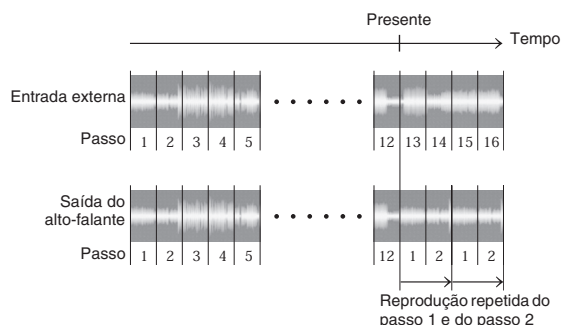 Presente
Tempo
Entrada externa
Passo 1 2 3 4 5 12 13 14 15 16
Saída do
alto-falante
Passo 1 2 3 4 5 12 1 2 1 2
Reprodução repetida do
passo 1 e do passo 2